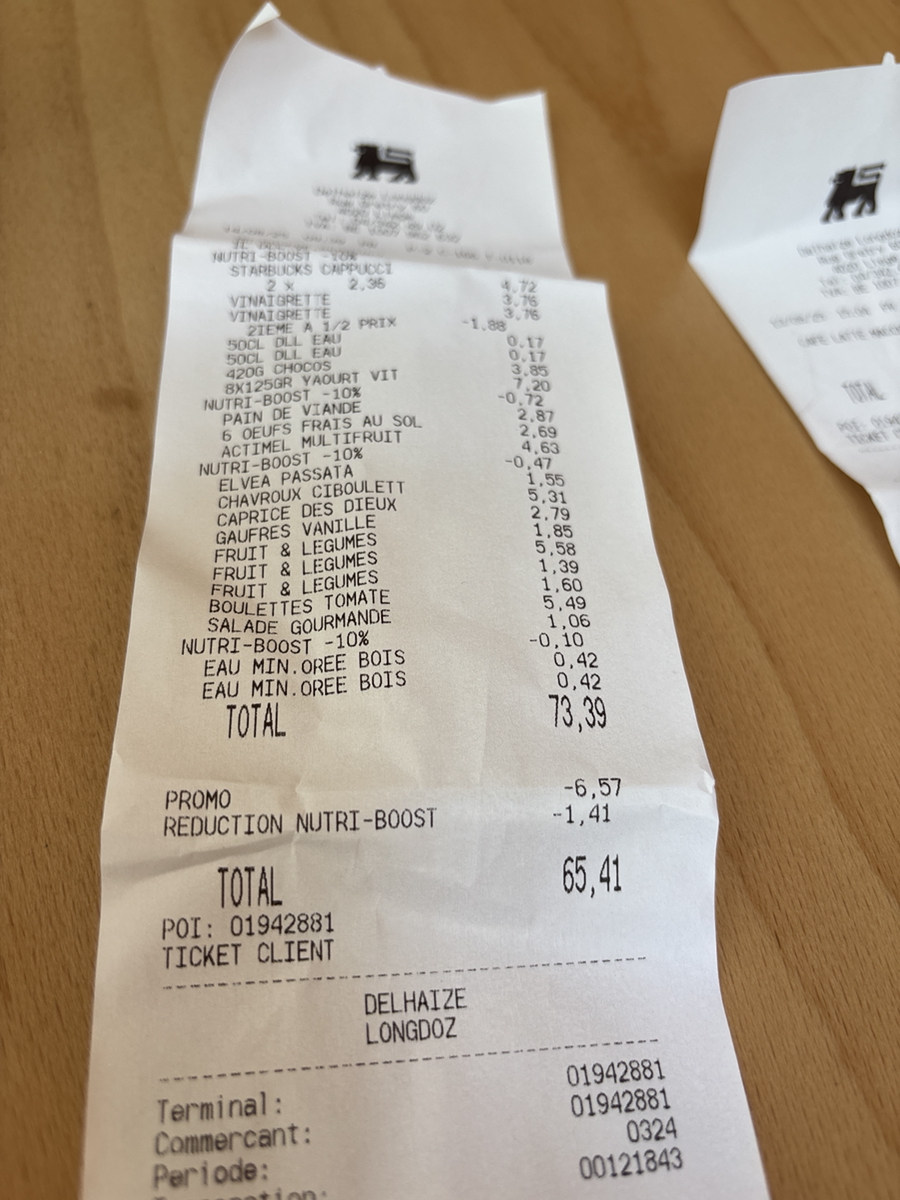 NUTRI-BOOST -10%
STARBUCKS CAPPUCCI
2 x 2,36 4,72
VINAIGRETTE 3,76
VINAIGRETTE 3,76
2IEME A 1/2 PRIX -1,88
50CL DLL EAU 0,17
50CL DLL EAU 0,17
420G CHOCOS 3,85
8X125GR YAOURT VIT 7,20
NUTRI-BOOST -10% -0,72
PAIN DE VIANDE 2,87
6 OEUFS FRAIS AU SOL 2,69
ACTIMEL MULTIFRUIT 4,63
NUTRI-BOOST -10% -0,47
ELVEA PASSATA 1,55
CHAVROUX CIBOULETT 5,31
CAPRICE DES DIEUX 2,79
GAUFRES VANILLE 1,85
FRUIT & LEGUMES 5,58
FRUIT & LEGUMES 1,39
FRUIT & LEGUMES 1,60
BOULETTES TOMATE 5,49
SALADE GOURMANDE 1,06
NUTRI-BOOST -10% -0,10
EAU MIN.OREE BOIS 0,42
EAU MIN.OREE BOIS 0,42
TOTAL 73,39
PROMO -6,57
REDUCTION NUTRI-BOOST -1,41
TOTAL 65,41
POI: 01942881
TICKET CLIENT
DELHAIZE
LONGDOZ
Terminal: 01942881
Commercant: 01942881
Periode: 0324
00121843
Delhaize Longdoz
CAFE LATTE
TOTAL
TICKET